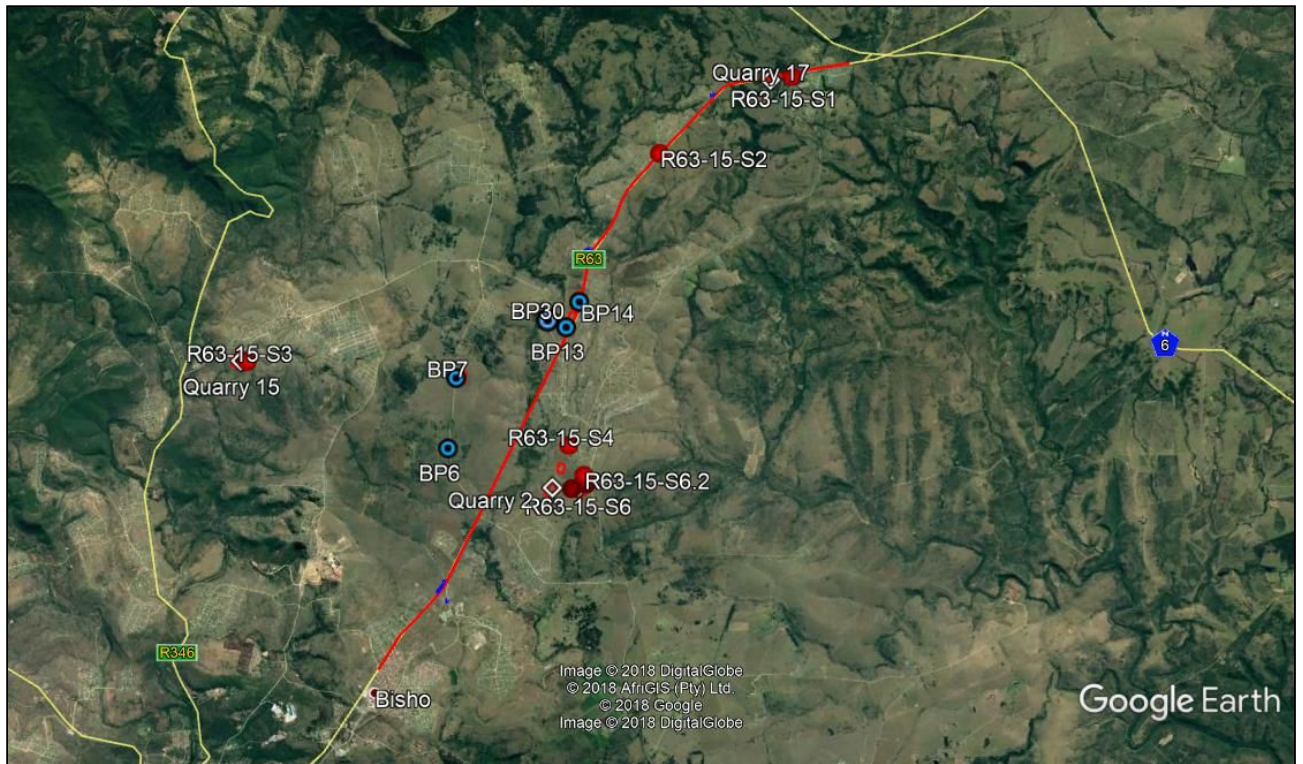 Quarry 17
R63-15-S1
R63-15-S2
R63
BP30
BP14
BP13
R63-15-S3
Quarry 15
BP7
R63-15-S4
BP6
R63-15-S6.2
Quarry 2
R63-15-S6
N
6
R346
Bisho
Image © 2018 DigitalGlobe
© 2018 AfriGIS (Pty) Ltd.
© 2018 Google
Image © 2018 DigitalGlobe
Google Earth